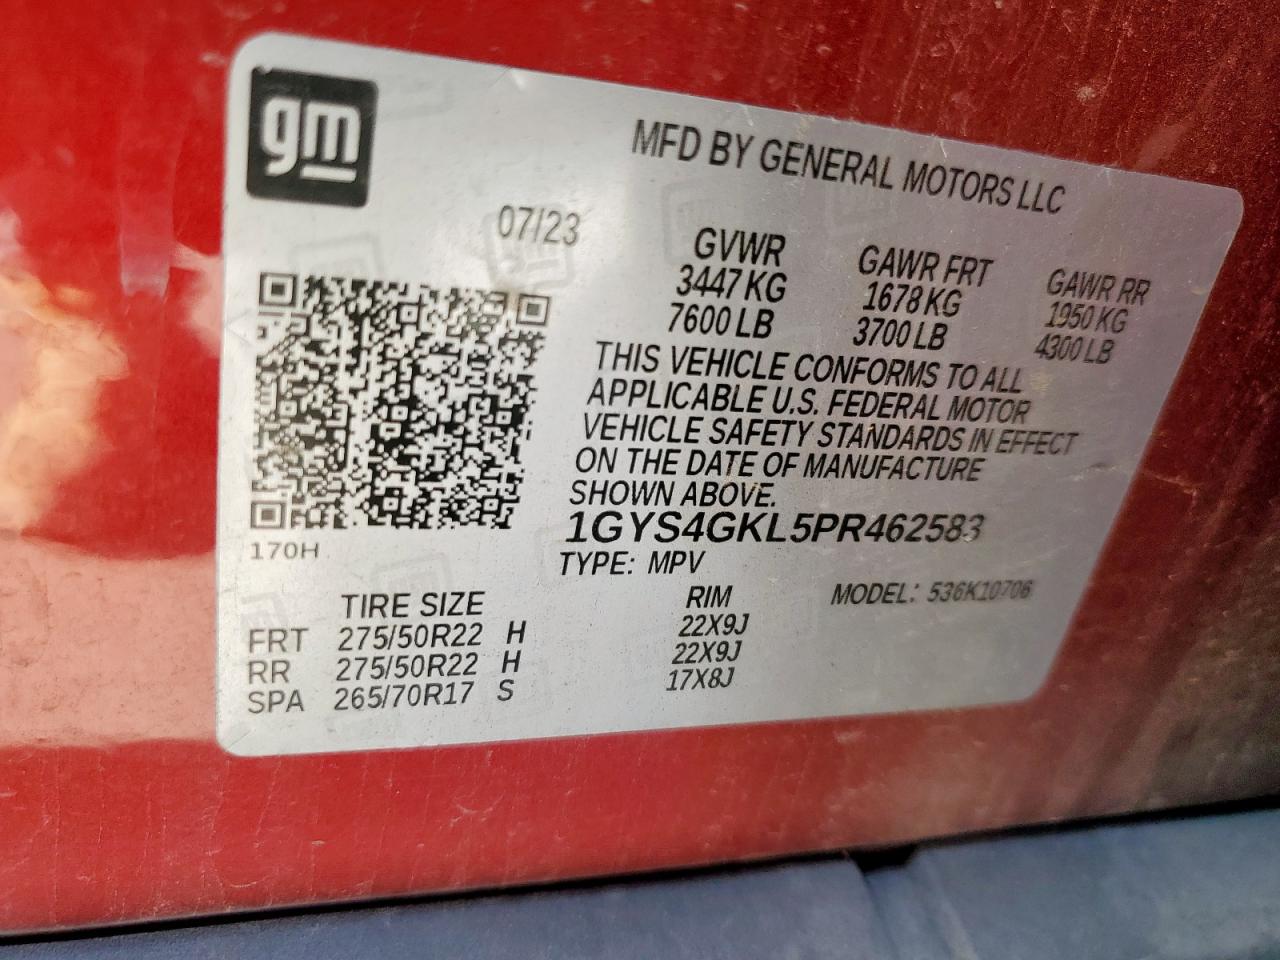 gm
MFD BY GENERAL MOTORS LLC
07/23
GVWR GAWR FRT GAWR RR
3447 KG 1678 KG 1950 KG
7600 LB 3700 LB 4300 LB
THIS VEHICLE CONFORMS TO ALL
APPLICABLE U.S. FEDERAL MOTOR
VEHICLE SAFETY STANDARDS IN EFFECT
ON THE DATE OF MANUFACTURE
SHOWN ABOVE.
1GYS4GKL5PR462583
170H
TYPE: MPV MODEL: 536K10706
TIRE SIZE RIM
FRT 275/50R22 H 22X9J
RR 275/50R22 H 22X9J
SPA 265/70R17 S 17X8J